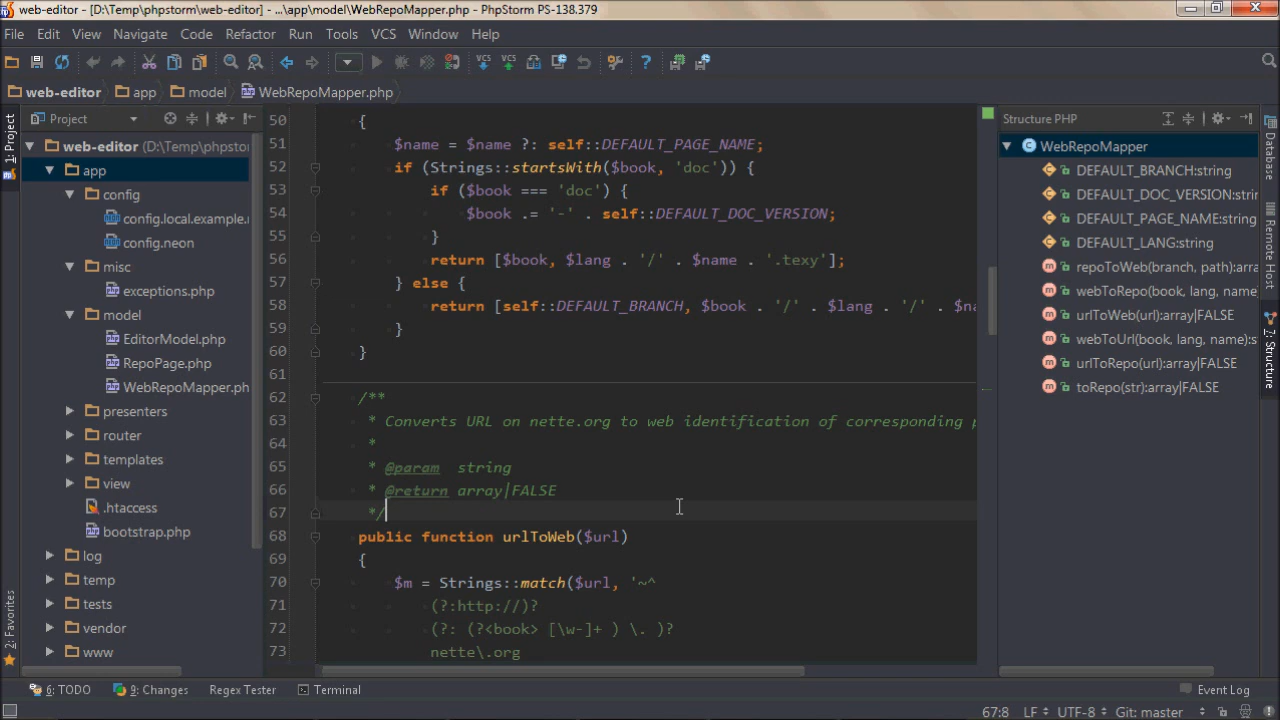 web-editor - [D:\Temp\phpstorm\web-editor] - ...\app\model\WebRepoMapper.php - PhpStorm PS-138.379
File Edit View Navigate Code Refactor Run Tools VCS Window Help
web-editor app model WebRepoMapper.php
1: Project
2: Favorites
Project
web-editor (D:\Temp\phpstor
app
config
config.local.example.
config.neon
misc
exceptions.php
model
EditorModel.php
RepoPage.php
WebRepoMapper.ph
presenters
router
templates
view
.htaccess
bootstrap.php
log
temp
tests
vendor
www
50 {
51 $name = $name ?: self::DEFAULT_PAGE_NAME;
52 if (Strings::startsWith($book, 'doc')) {
53 if ($book === 'doc') {
54 $book .= '-' . self::DEFAULT_DOC_VERSION;
55 }
56 return [$book, $lang . '/' . $name . '.texy'];
57 } else {
58 return [self::DEFAULT_BRANCH, $book . '/' . $lang . '/' . $na
59 }
60 }
61
62 /**
63 * Converts URL on nette.org to web identification of corresponding p
64 *
65 * @param string
66 * @return array|FALSE
67 */
68 public function urlToWeb($url)
69 {
70 $m = Strings::match($url, '~^
71 (?:http://)?
72 (?: (?<book> [\w-]+ ) \. )?
73 nette\.org
Structure PHP
WebRepoMapper
DEFAULT_BRANCH:string
DEFAULT_DOC_VERSION:strin
DEFAULT_PAGE_NAME:string
DEFAULT_LANG:string
repoToWeb(branch, path):arra
webToRepo(book, lang, name)
urlToWeb(url):array|FALSE
webToUrl(book, lang, name):s
urlToRepo(url):array|FALSE
toRepo(str):array|FALSE
Database
Remote Host
7: Structure
6: TODO 9: Changes Regex Tester Terminal Event Log
67:8 LF UTF-8 Git: master